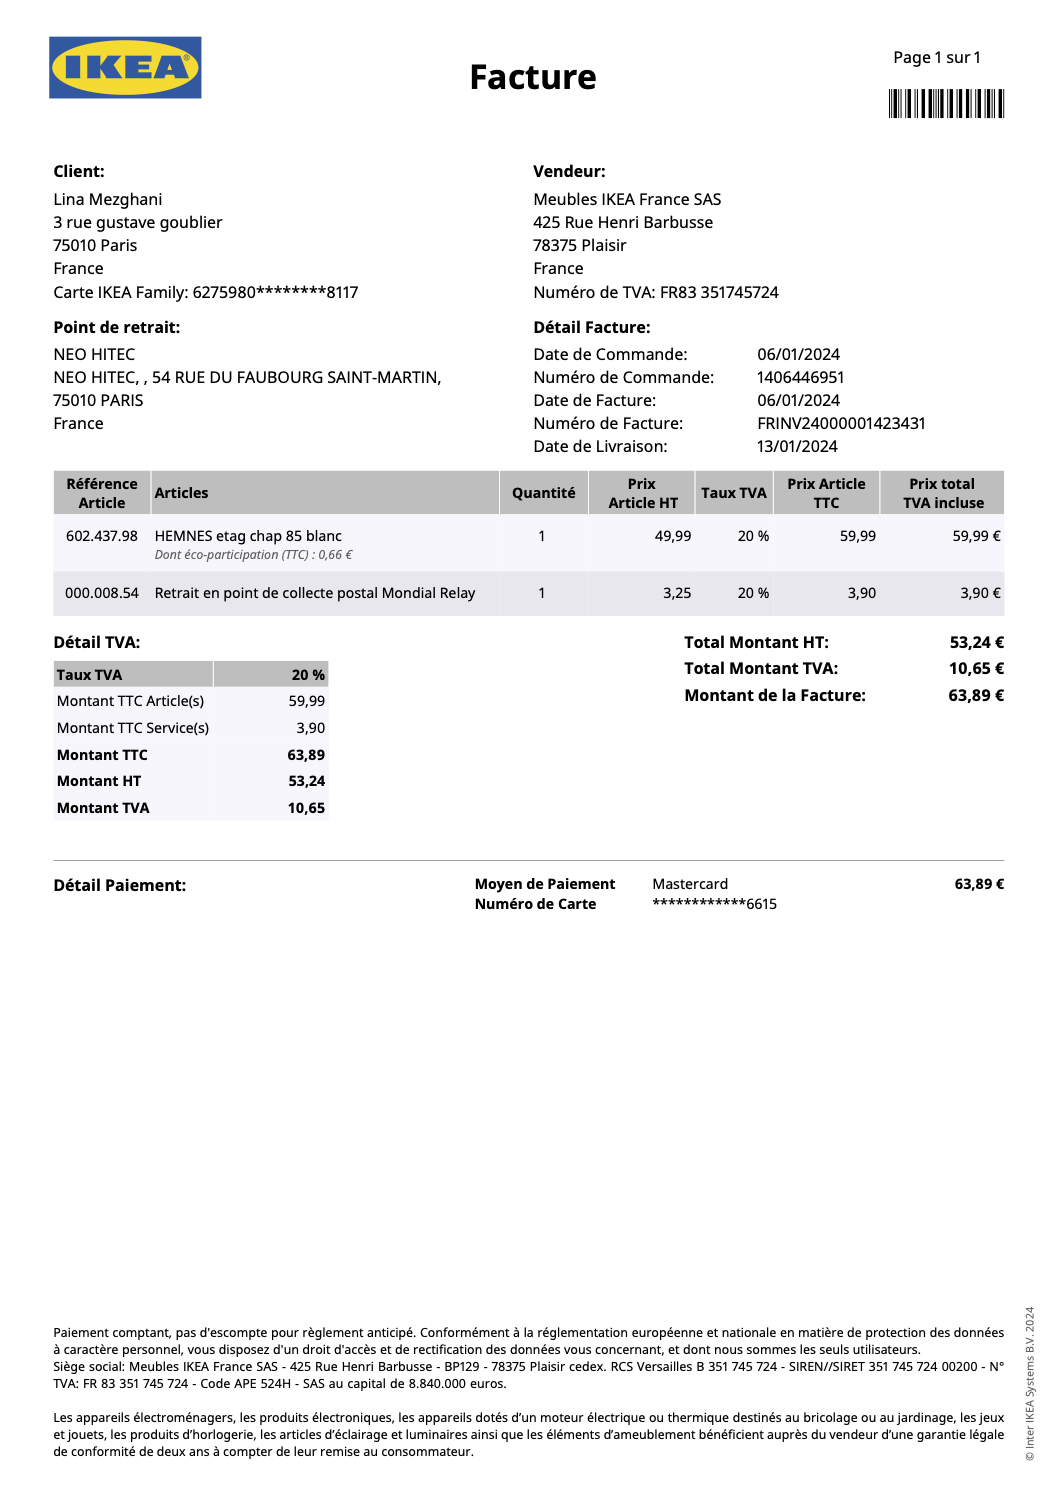 IKEA®
Facture
Page 1 sur 1
Client:
Lina Mezghani
3 rue gustave goublier
75010 Paris
France
Carte IKEA Family: 6275980********8117
Vendeur:
Meubles IKEA France SAS
425 Rue Henri Barbusse
78375 Plaisir
France
Numéro de TVA: FR83 351745724
Point de retrait:
NEO HITEC
NEO HITEC, , 54 RUE DU FAUBOURG SAINT-MARTIN,
75010 PARIS
France
Détail Facture:
Date de Commande: 06/01/2024
Numéro de Commande: 1406446951
Date de Facture: 06/01/2024
Numéro de Facture: FRINV24000001423431
Date de Livraison: 13/01/2024
Référence Article Articles Quantité Prix Article HT Taux TVA Prix Article TTC Prix total TVA incluse
602.437.98 HEMNES etag chap 85 blanc 1 49,99 20 % 59,99 59,99 €
Dont éco-participation (TTC) : 0,66 €
000.008.54 Retrait en point de collecte postal Mondial Relay 1 3,25 20 % 3,90 3,90 €
Détail TVA:
Taux TVA 20 %
Montant TTC Article(s) 59,99
Montant TTC Service(s) 3,90
Montant TTC 63,89
Montant HT 53,24
Montant TVA 10,65
Total Montant HT: 53,24 €
Total Montant TVA: 10,65 €
Montant de la Facture: 63,89 €
Détail Paiement:
Moyen de Paiement Mastercard 63,89 €
Numéro de Carte ************6615
Paiement comptant, pas d'escompte pour règlement anticipé. Conformément à la réglementation européenne et nationale en matière de protection des données
à caractère personnel, vous disposez d'un droit d'accès et de rectification des données vous concernant, et dont nous sommes les seuls utilisateurs.
Siège social: Meubles IKEA France SAS - 425 Rue Henri Barbusse - BP129 - 78375 Plaisir cedex. RCS Versailles B 351 745 724 - SIREN//SIRET 351 745 724 00200 - N°
TVA: FR 83 351 745 724 - Code APE 524H - SAS au capital de 8.840.000 euros.
Les appareils électroménagers, les produits électroniques, les appareils dotés d’un moteur électrique ou thermique destinés au bricolage ou au jardinage, les jeux
et jouets, les produits d’horlogerie, les articles d’éclairage et luminaires ainsi que les éléments d’ameublement bénéficient auprès du vendeur d’une garantie légale
de conformité de deux ans à compter de leur remise au consommateur.
© Inter IKEA Systems B.V. 2024